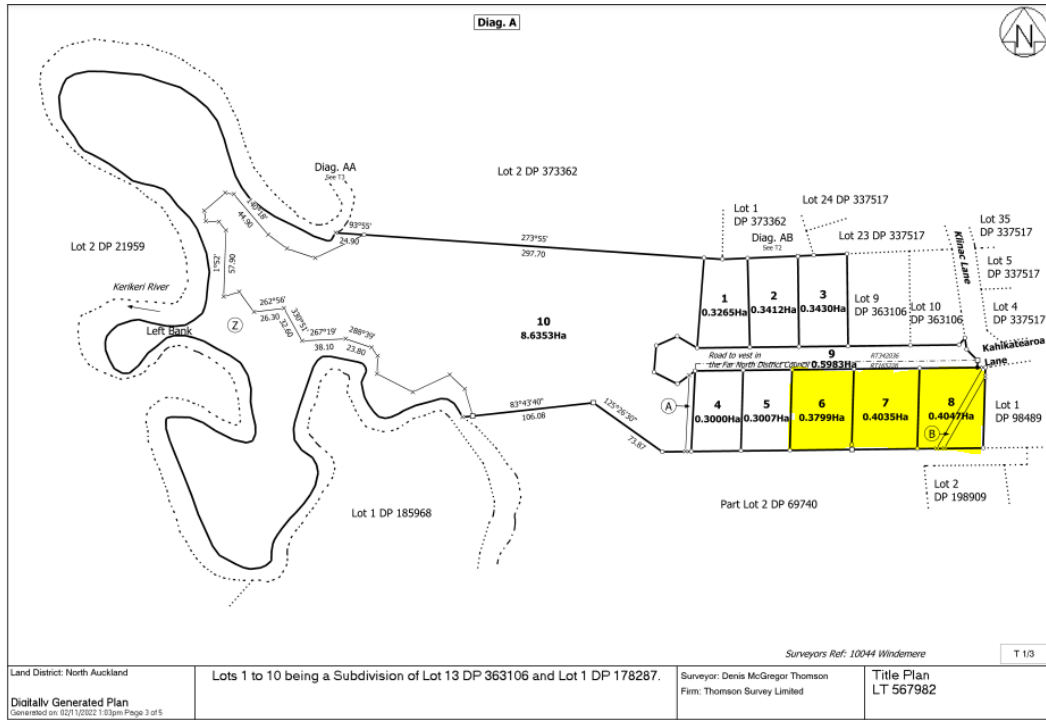 Diag. A
N
Diag. AA
See T3
Lot 2 DP 373362
140°18'
44.90
93°55'
24.90
273°55'
297.70
Lot 1
DP 373362
Lot 24 DP 337517
Diag. AB
See T2
Lot 23 DP 337517
Klinac Lane
Lot 35
DP 337517
Lot 5
DP 337517
Lot 4
DP 337517
Lot 2 DP 21959
Kerikeri River
Left Bank
1°52'
57.90
Z
262°56'
26.30
330°51'
32.60
267°19'
38.10
288°39'
23.80
10
8.6353Ha
1
0.3265Ha
2
0.3412Ha
3
0.3430Ha
Lot 9
DP 363106
Lot 10
DP 363106
Kahikatearoa
Lane
Road to vest in
the Far North District Council
9
0.5983Ha
RT342036
83°43'40"
106.08
125°26'30"
73.87
A
4
0.3000Ha
5
0.3007Ha
6
0.3799Ha
7
0.4035Ha
8
0.4047Ha
B
Lot 1
DP 98489
Lot 2
DP 198909
Lot 1 DP 185968
Part Lot 2 DP 69740
Surveyors Ref: 10044 Windemere
T 1/3
Land District: North Auckland
Digitally Generated Plan
Generated on: 02/11/2022 1:03pm Page 3 of 5
Lots 1 to 10 being a Subdivision of Lot 13 DP 363106 and Lot 1 DP 178287.
Surveyor: Denis McGregor Thomson
Firm: Thomson Survey Limited
Title Plan
LT 567982